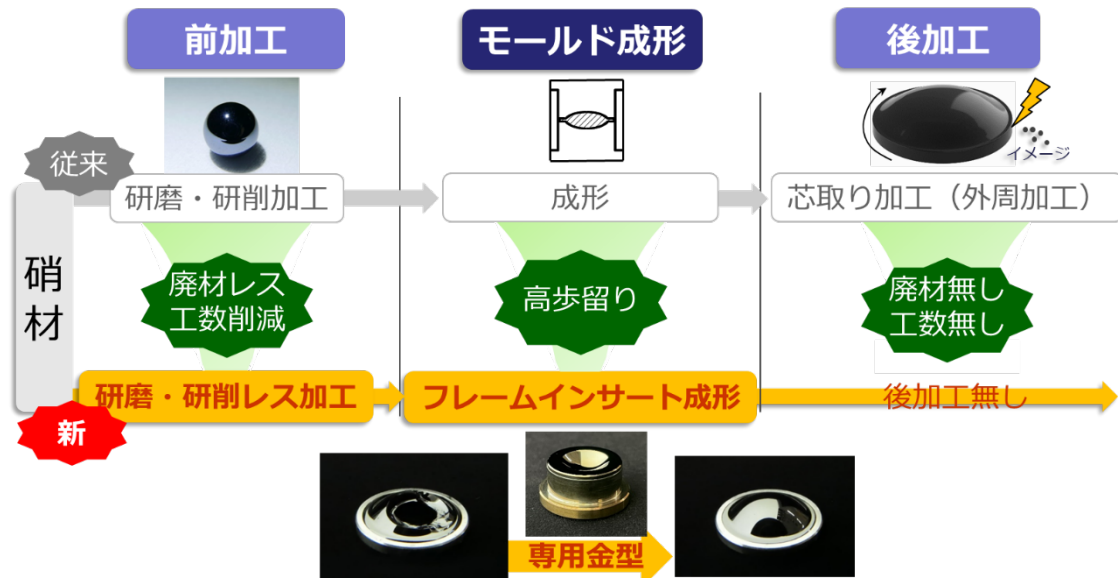 前加工
モールド成形
後加工
従来
イメージ
研磨・研削加工
成形
芯取り加工（外周加工）
硝
材
廃材レス
工数削減
高歩留り
廃材無し
工数無し
新
研磨・研削レス加工
フレームインサート成形
後加工無し
専用金型